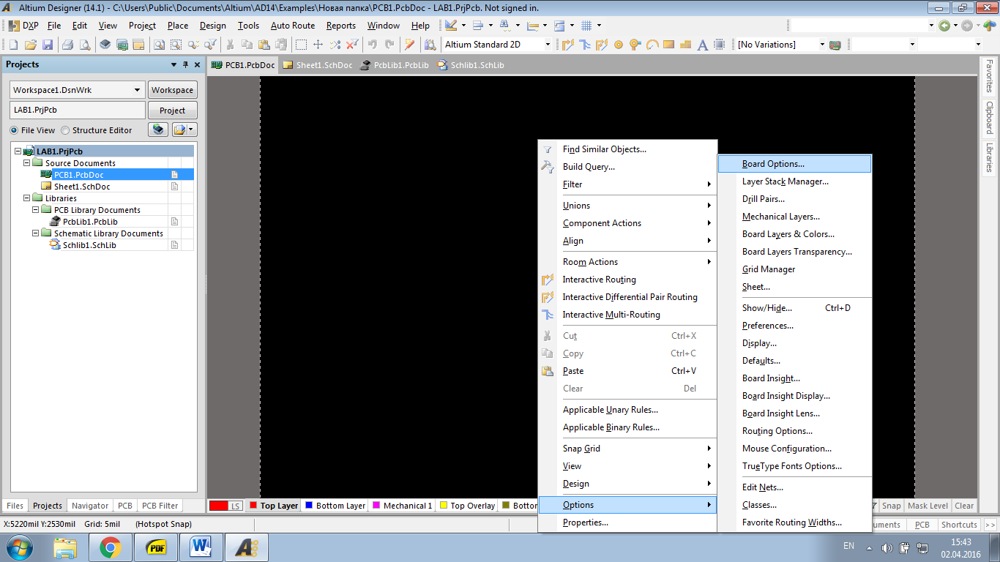 Altium Designer (14.1) - C:\Users\Public\Documents\Altium\AD14\Examples\Новая папка\PCB1.PcbDoc - LAB1.PrjPcb. Not signed in.
DXP File Edit View Project Place Design Tools Auto Route Reports Window Help
Altium Standard 2D [No Variations]
Projects
PCB1.PcbDoc Sheet1.SchDoc PcbLib1.PcbLib Schlib1.SchLib
Workspace1.DsnWrk Workspace
LAB1.PrjPcb Project
File View Structure Editor
LAB1.PrjPcb
Source Documents
PCB1.PcbDoc
Sheet1.SchDoc
Libraries
PCB Library Documents
PcbLib1.PcbLib
Schematic Library Documents
Schlib1.SchLib
Find Similar Objects...
Build Query...
Filter
Unions
Component Actions
Align
Room Actions
Interactive Routing
Interactive Differential Pair Routing
Interactive Multi-Routing
Cut Ctrl+X
Copy Ctrl+C
Paste Ctrl+V
Clear Del
Applicable Unary Rules...
Applicable Binary Rules...
Snap Grid
View
Design
Options
Properties...
Board Options...
Layer Stack Manager...
Drill Pairs...
Mechanical Layers...
Board Layers & Colors...
Board Layers Transparency...
Grid Manager
Sheet...
Show/Hide... Ctrl+D
Preferences...
Display...
Defaults...
Board Insight...
Board Insight Display...
Board Insight Lens...
Routing Options...
Mouse Configuration...
TrueType Fonts Options...
Edit Nets...
Classes...
Favorite Routing Widths...
Favorites
Clipboard
Libraries
Files Projects Navigator PCB PCB Filter
LS Top Layer Bottom Layer Mechanical 1 Top Overlay Bottom
Snap Mask Level Clear
X:5220mil Y:2530mil Grid: 5mil (Hotspot Snap)
uments PCB Shortcuts >>
PDF
EN
15:43
02.04.2016